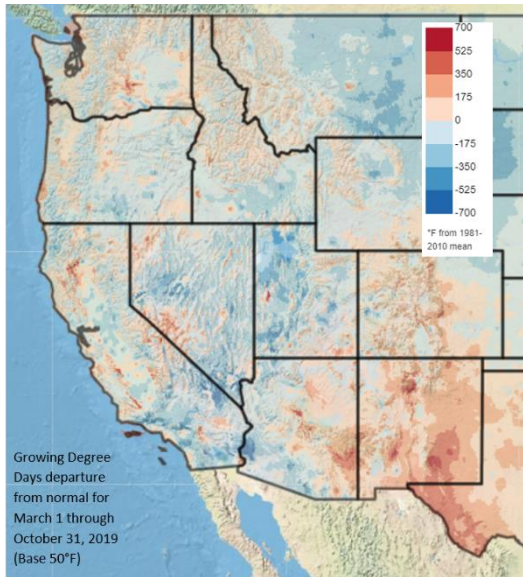 700
525
350
175
0
-175
-350
-525
-700
°F from 1981-
2010 mean
Growing Degree
Days departure
from normal for
March 1 through
October 31, 2019
(Base 50°F)